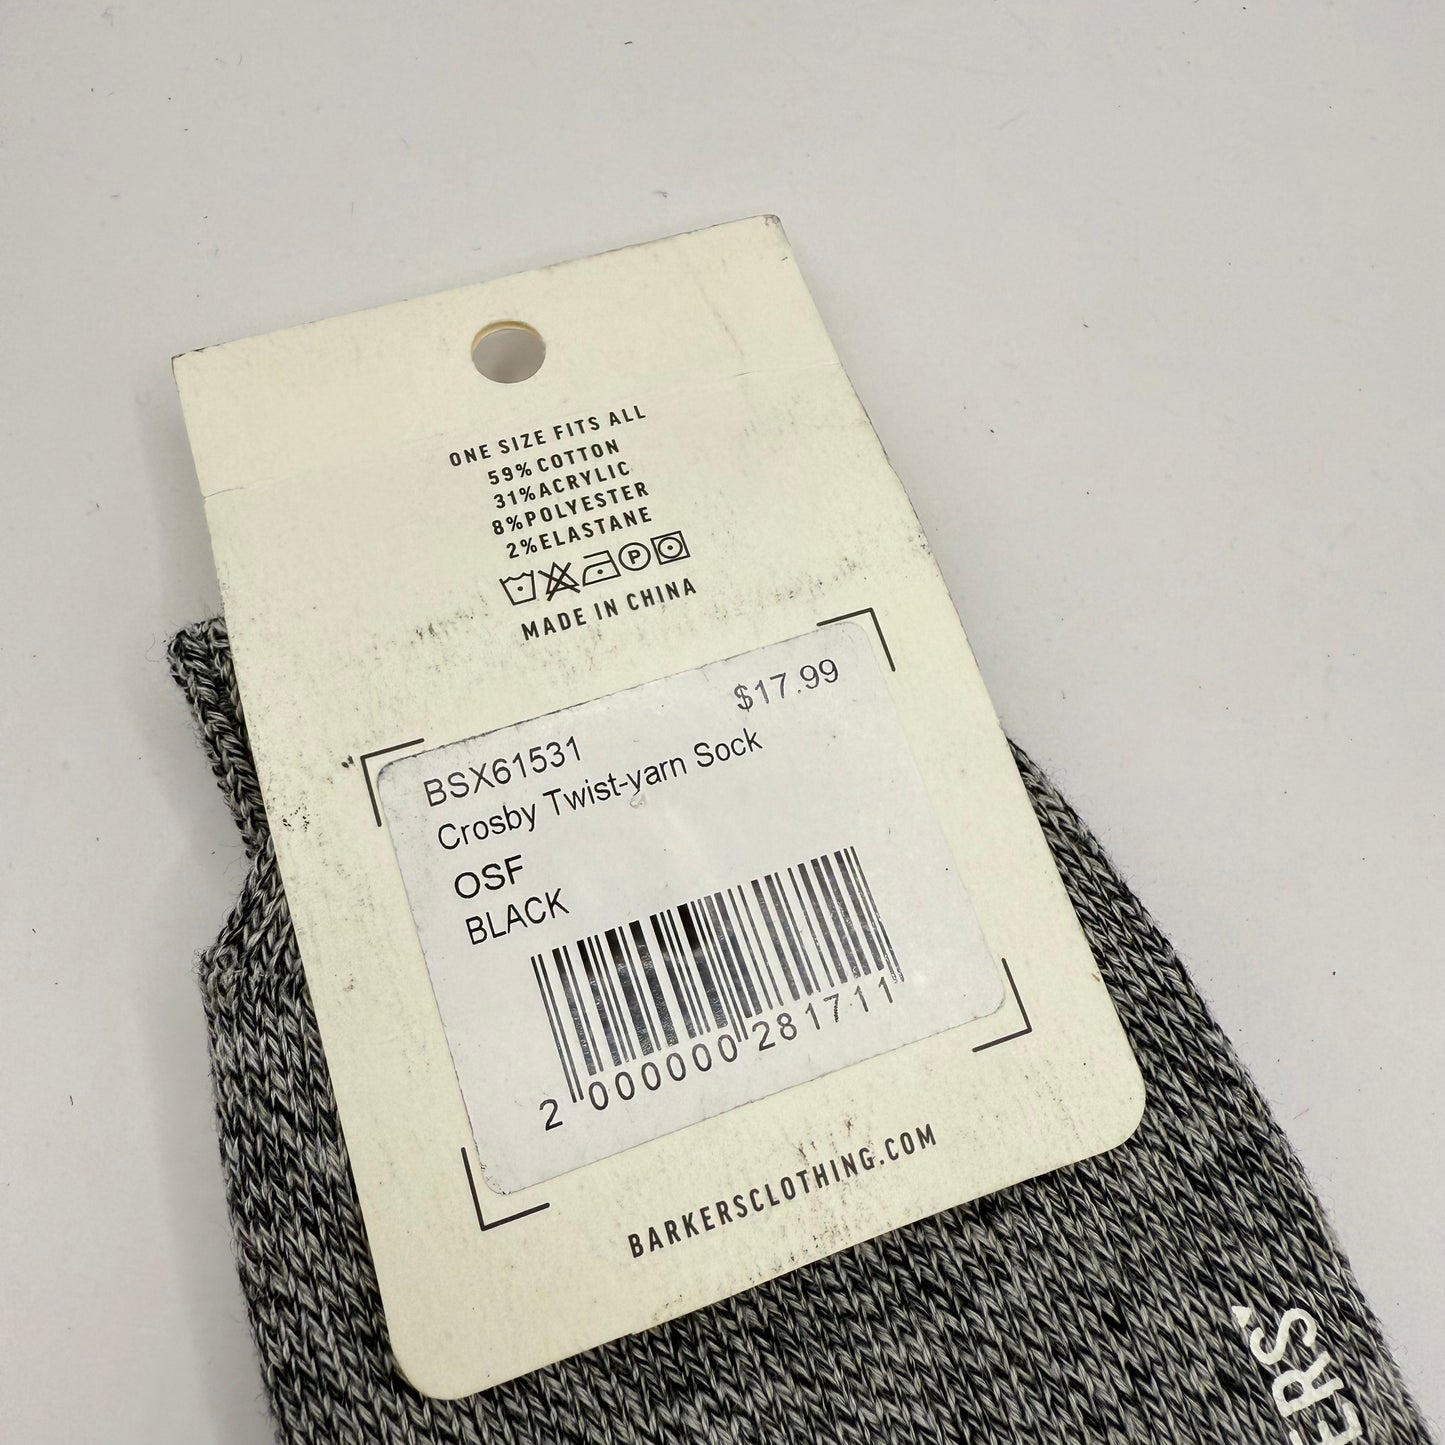 ONE SIZE FITS ALL
59% COTTON
31% ACRYLIC
8% POLYESTER
2% ELASTANE
P
MADE IN CHINA
$17.99
BSX61531
Crosby Twist-yarn Sock
OSF
BLACK
2 000000 281711
BARKERSCLOTHING.COM